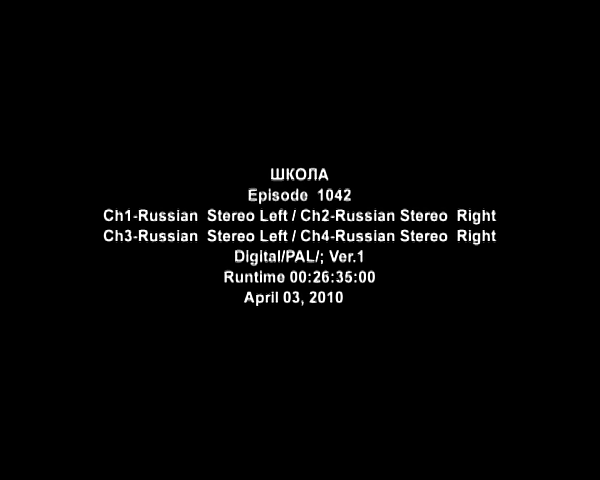 ШКОЛА
Episode 1042
Ch1-Russian Stereo Left / Ch2-Russian Stereo Right
Ch3-Russian Stereo Left / Ch4-Russian Stereo Right
Digital/PAL/; Ver.1
Runtime 00:26:35:00
April 03, 2010